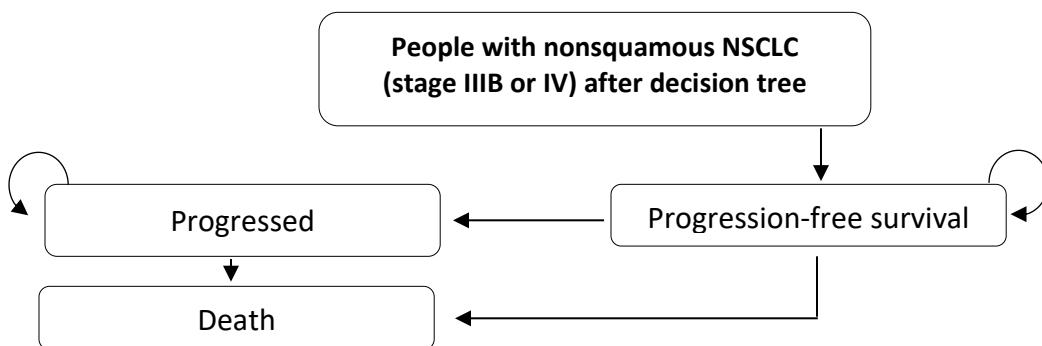 People with nonsquamous NSCLC
(stage IIIB or IV) after decision tree
Progressed
Progression-free survival
Death